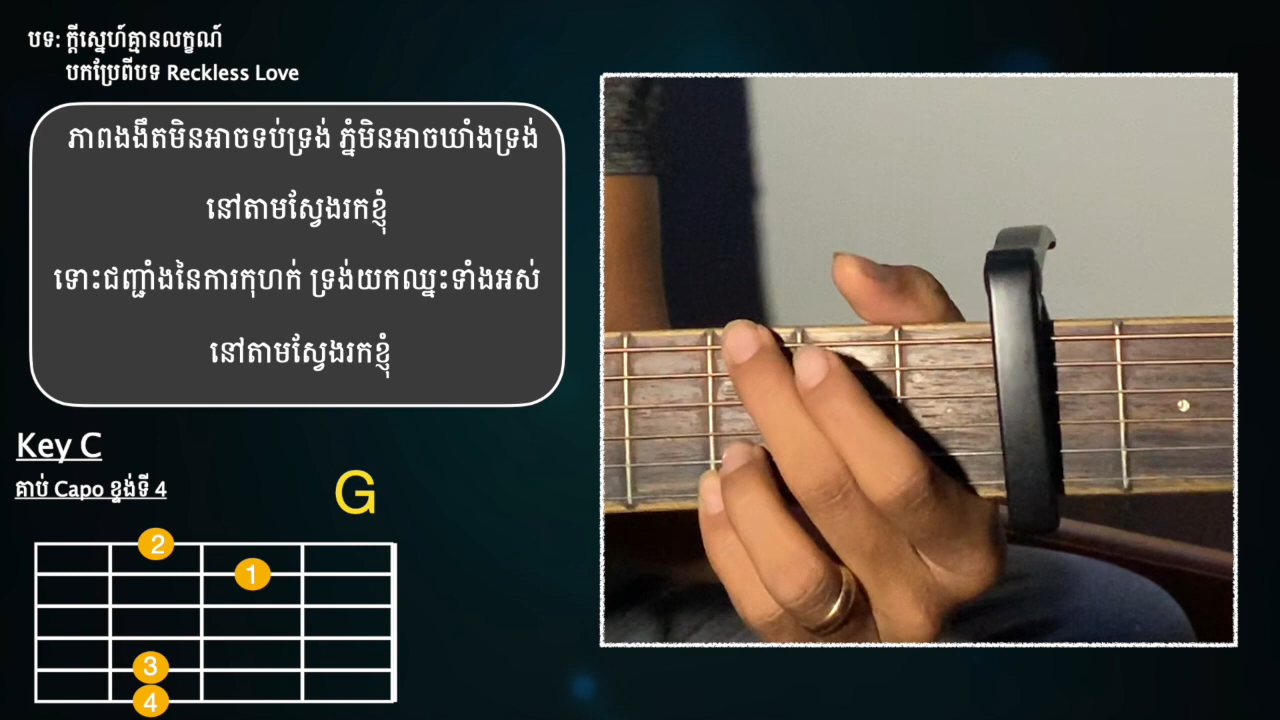 បទ: ក្ដីស្នេហ៍គ្មានលក្ខណ៍
បកប្រែពីបទ Reckless Love
ភាពងងឹតមិនអាចទប់ទ្រង់ ភ្នំមិនអាចឃាំងទ្រង់
នៅតាមស្វែងរកខ្ញុំ
ទោះជញ្ជាំងនៃការកុហក់ ទ្រង់យកឈ្នះទាំងអស់
នៅតាមស្វែងរកខ្ញុំ
Key C
គាប់ Capo ខ្ទង់ទី 4
G
2
1
3
4